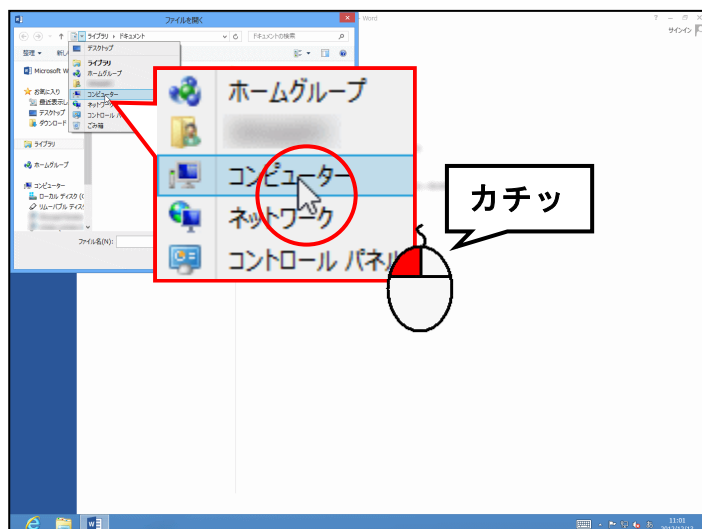 ファイルを開く
Word
サインイン
ライブラリ ▸ ドキュメント
ドキュメントの検索
整理
デスクトップ
ライブラリ
ホームグループ
コンピューター
ネットワーク
コントロール パ
ごみ箱
Microsoft W
お気に入り
最近表示し
デスクトップ
ダウンロード
ライブラリ
ホームグループ
コンピューター
ローカル ディスク (C
リムーバブル ディス
ファイル名(N):
ホームグループ
コンピューター
ネットワーク
コントロール パネル
カチッ
11:01
2012/12/13